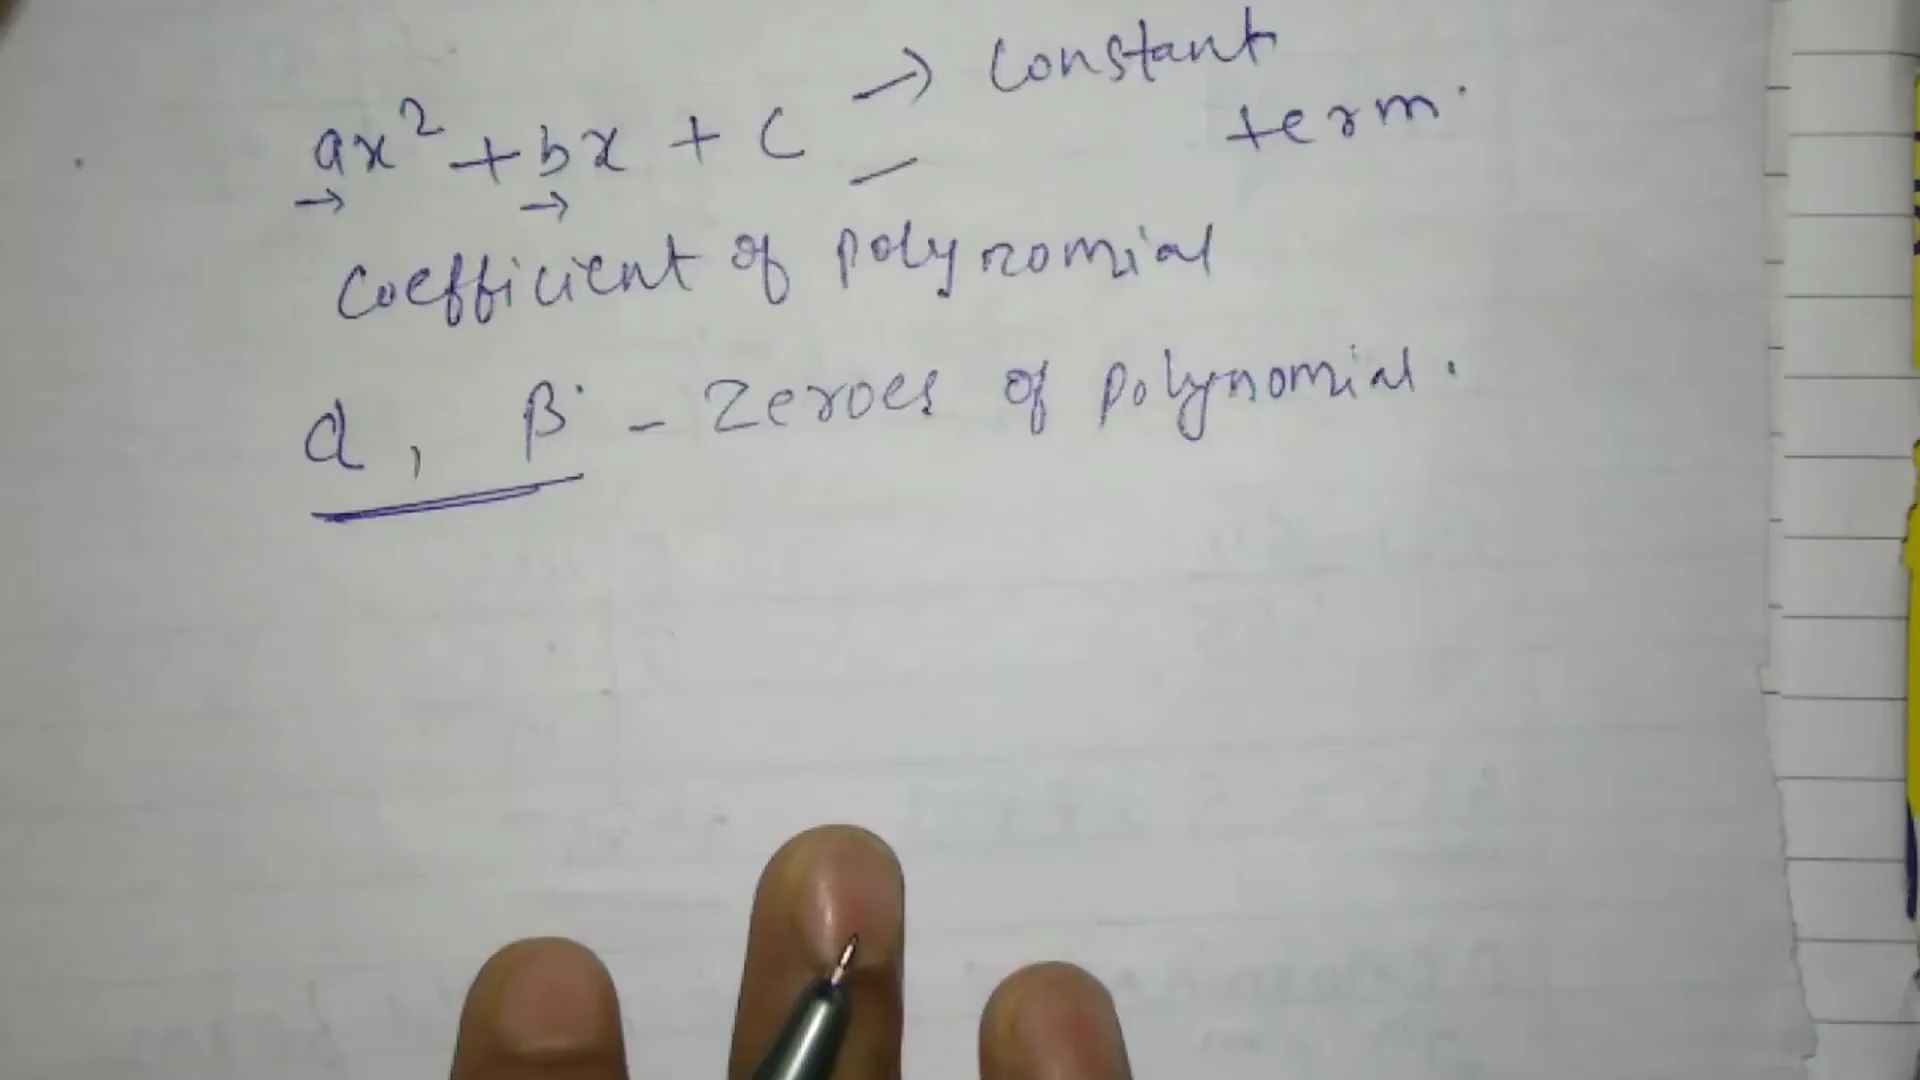 ax² + bx + c → constant
term.
coefficient of polynomial
α, β - zeroes of polynomial.